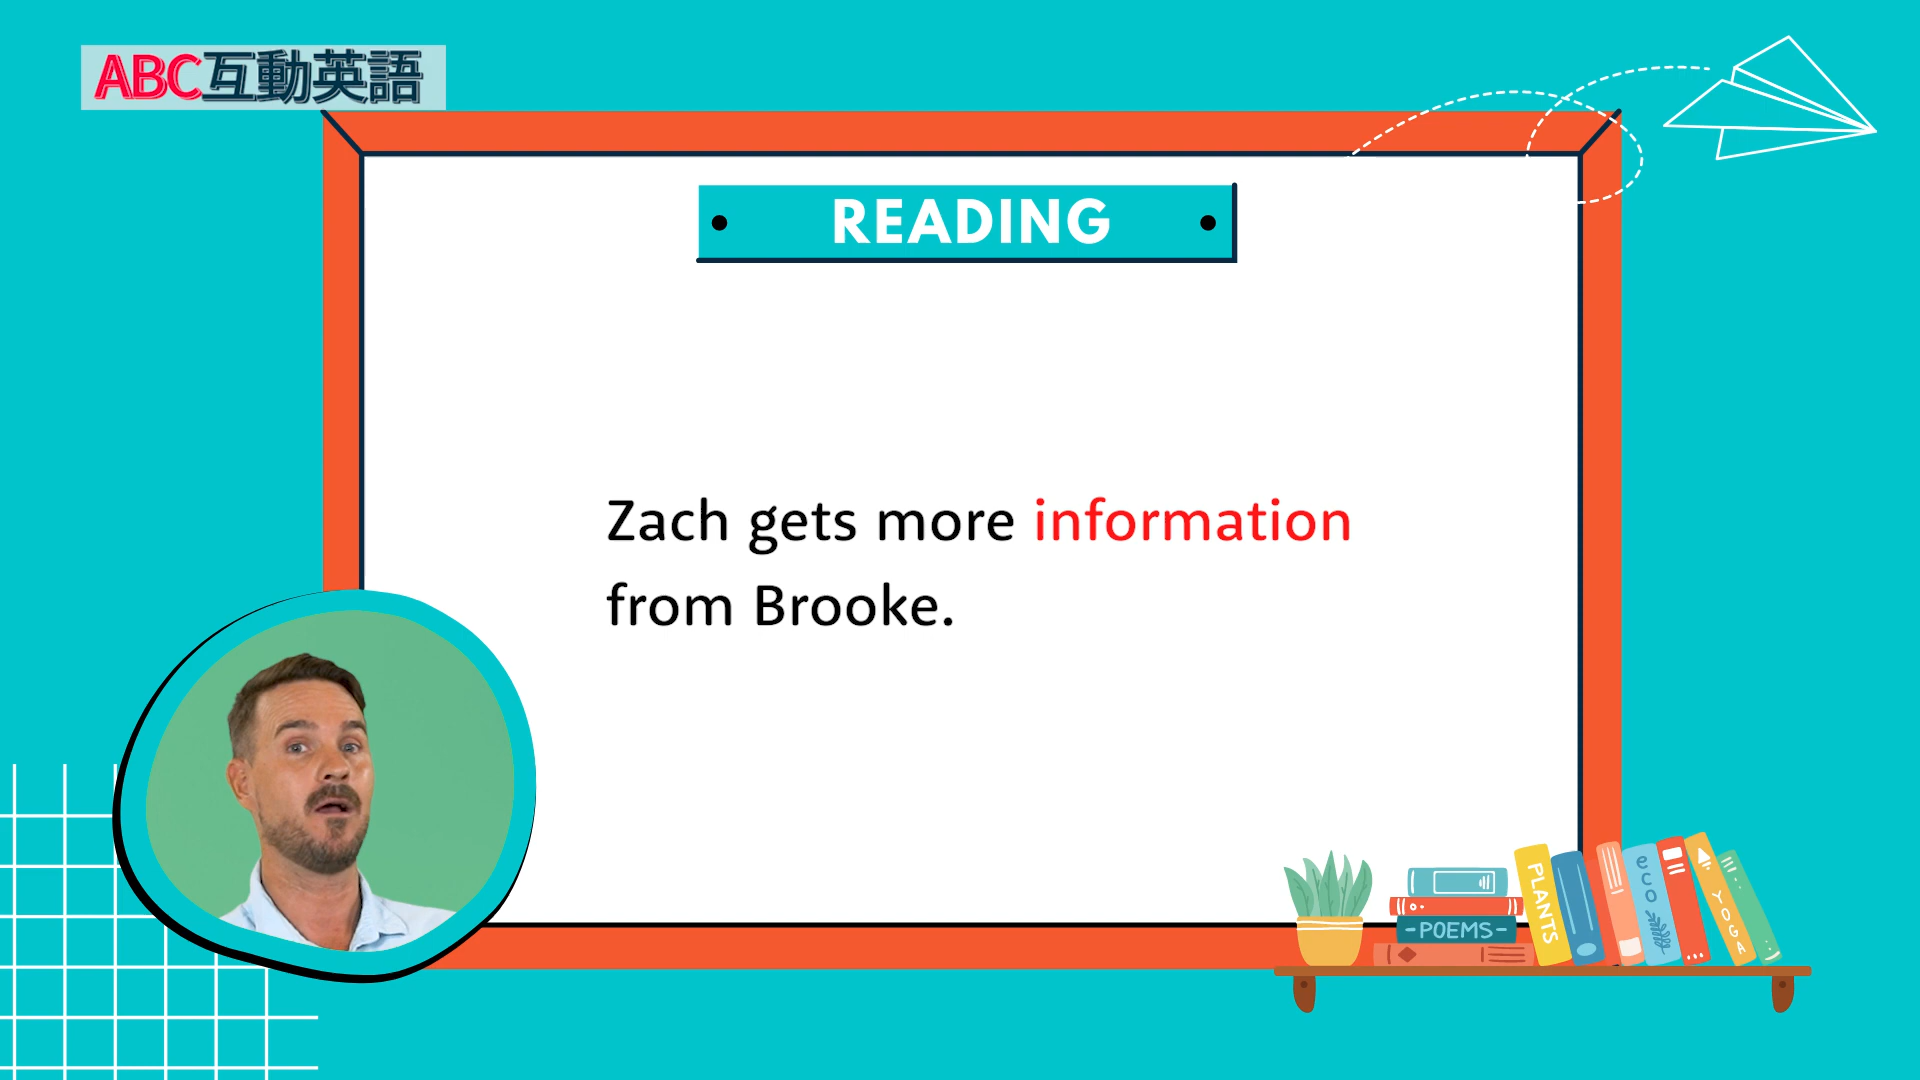 ABC互動英語
READING
Zach gets more information
from Brooke.
POEMS
PLANTS
eco
YOGA